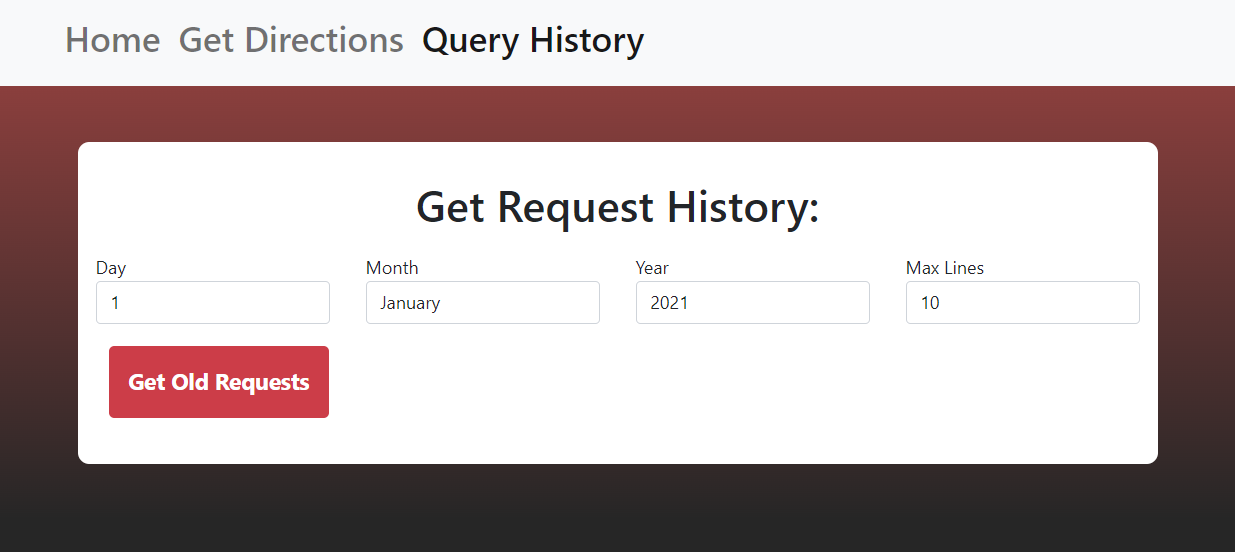 Home Get Directions Query History
Get Request History:
Day Month Year Max Lines
1 January 2021 10
Get Old Requests